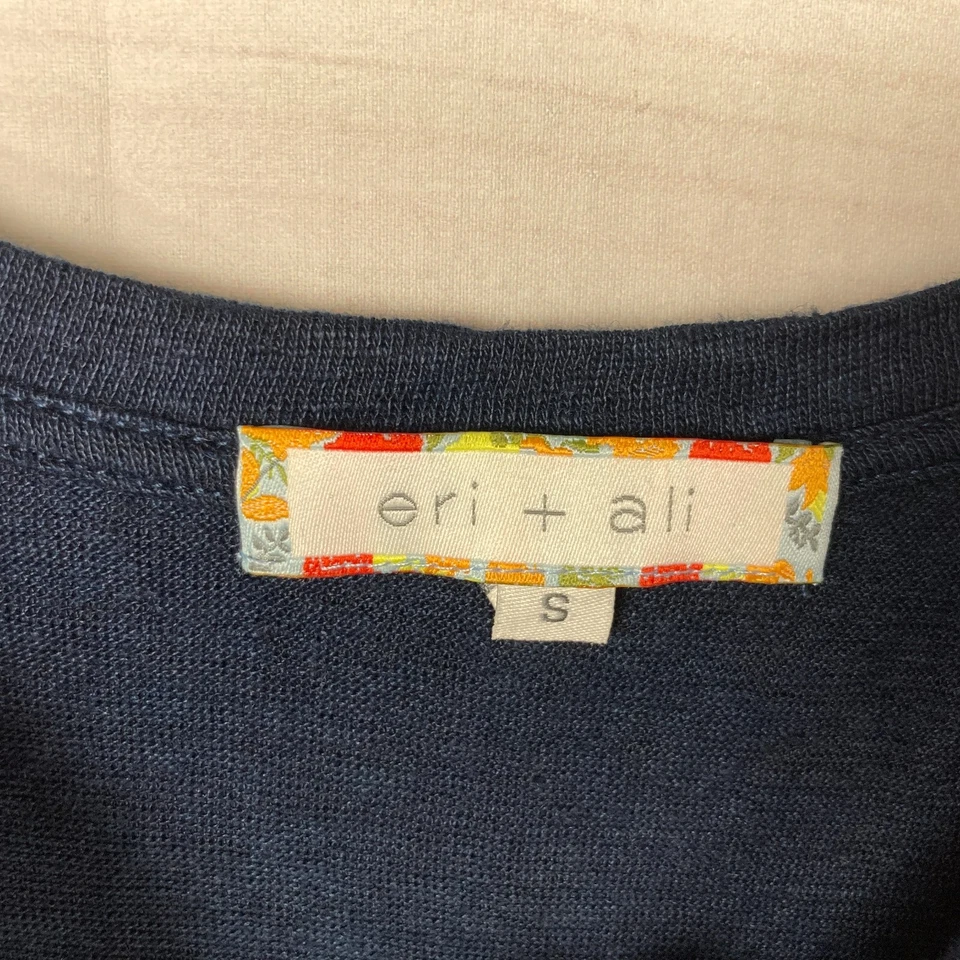 eri + ali
S